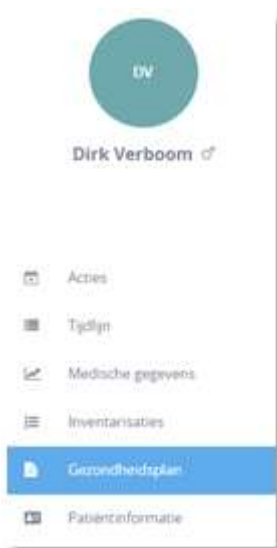 DV
Dirk Verboom ♂
Acties
Tijdlijn
Medische gegevens
Inventarisaties
Gezondheidsplan
Patiëntinformatie